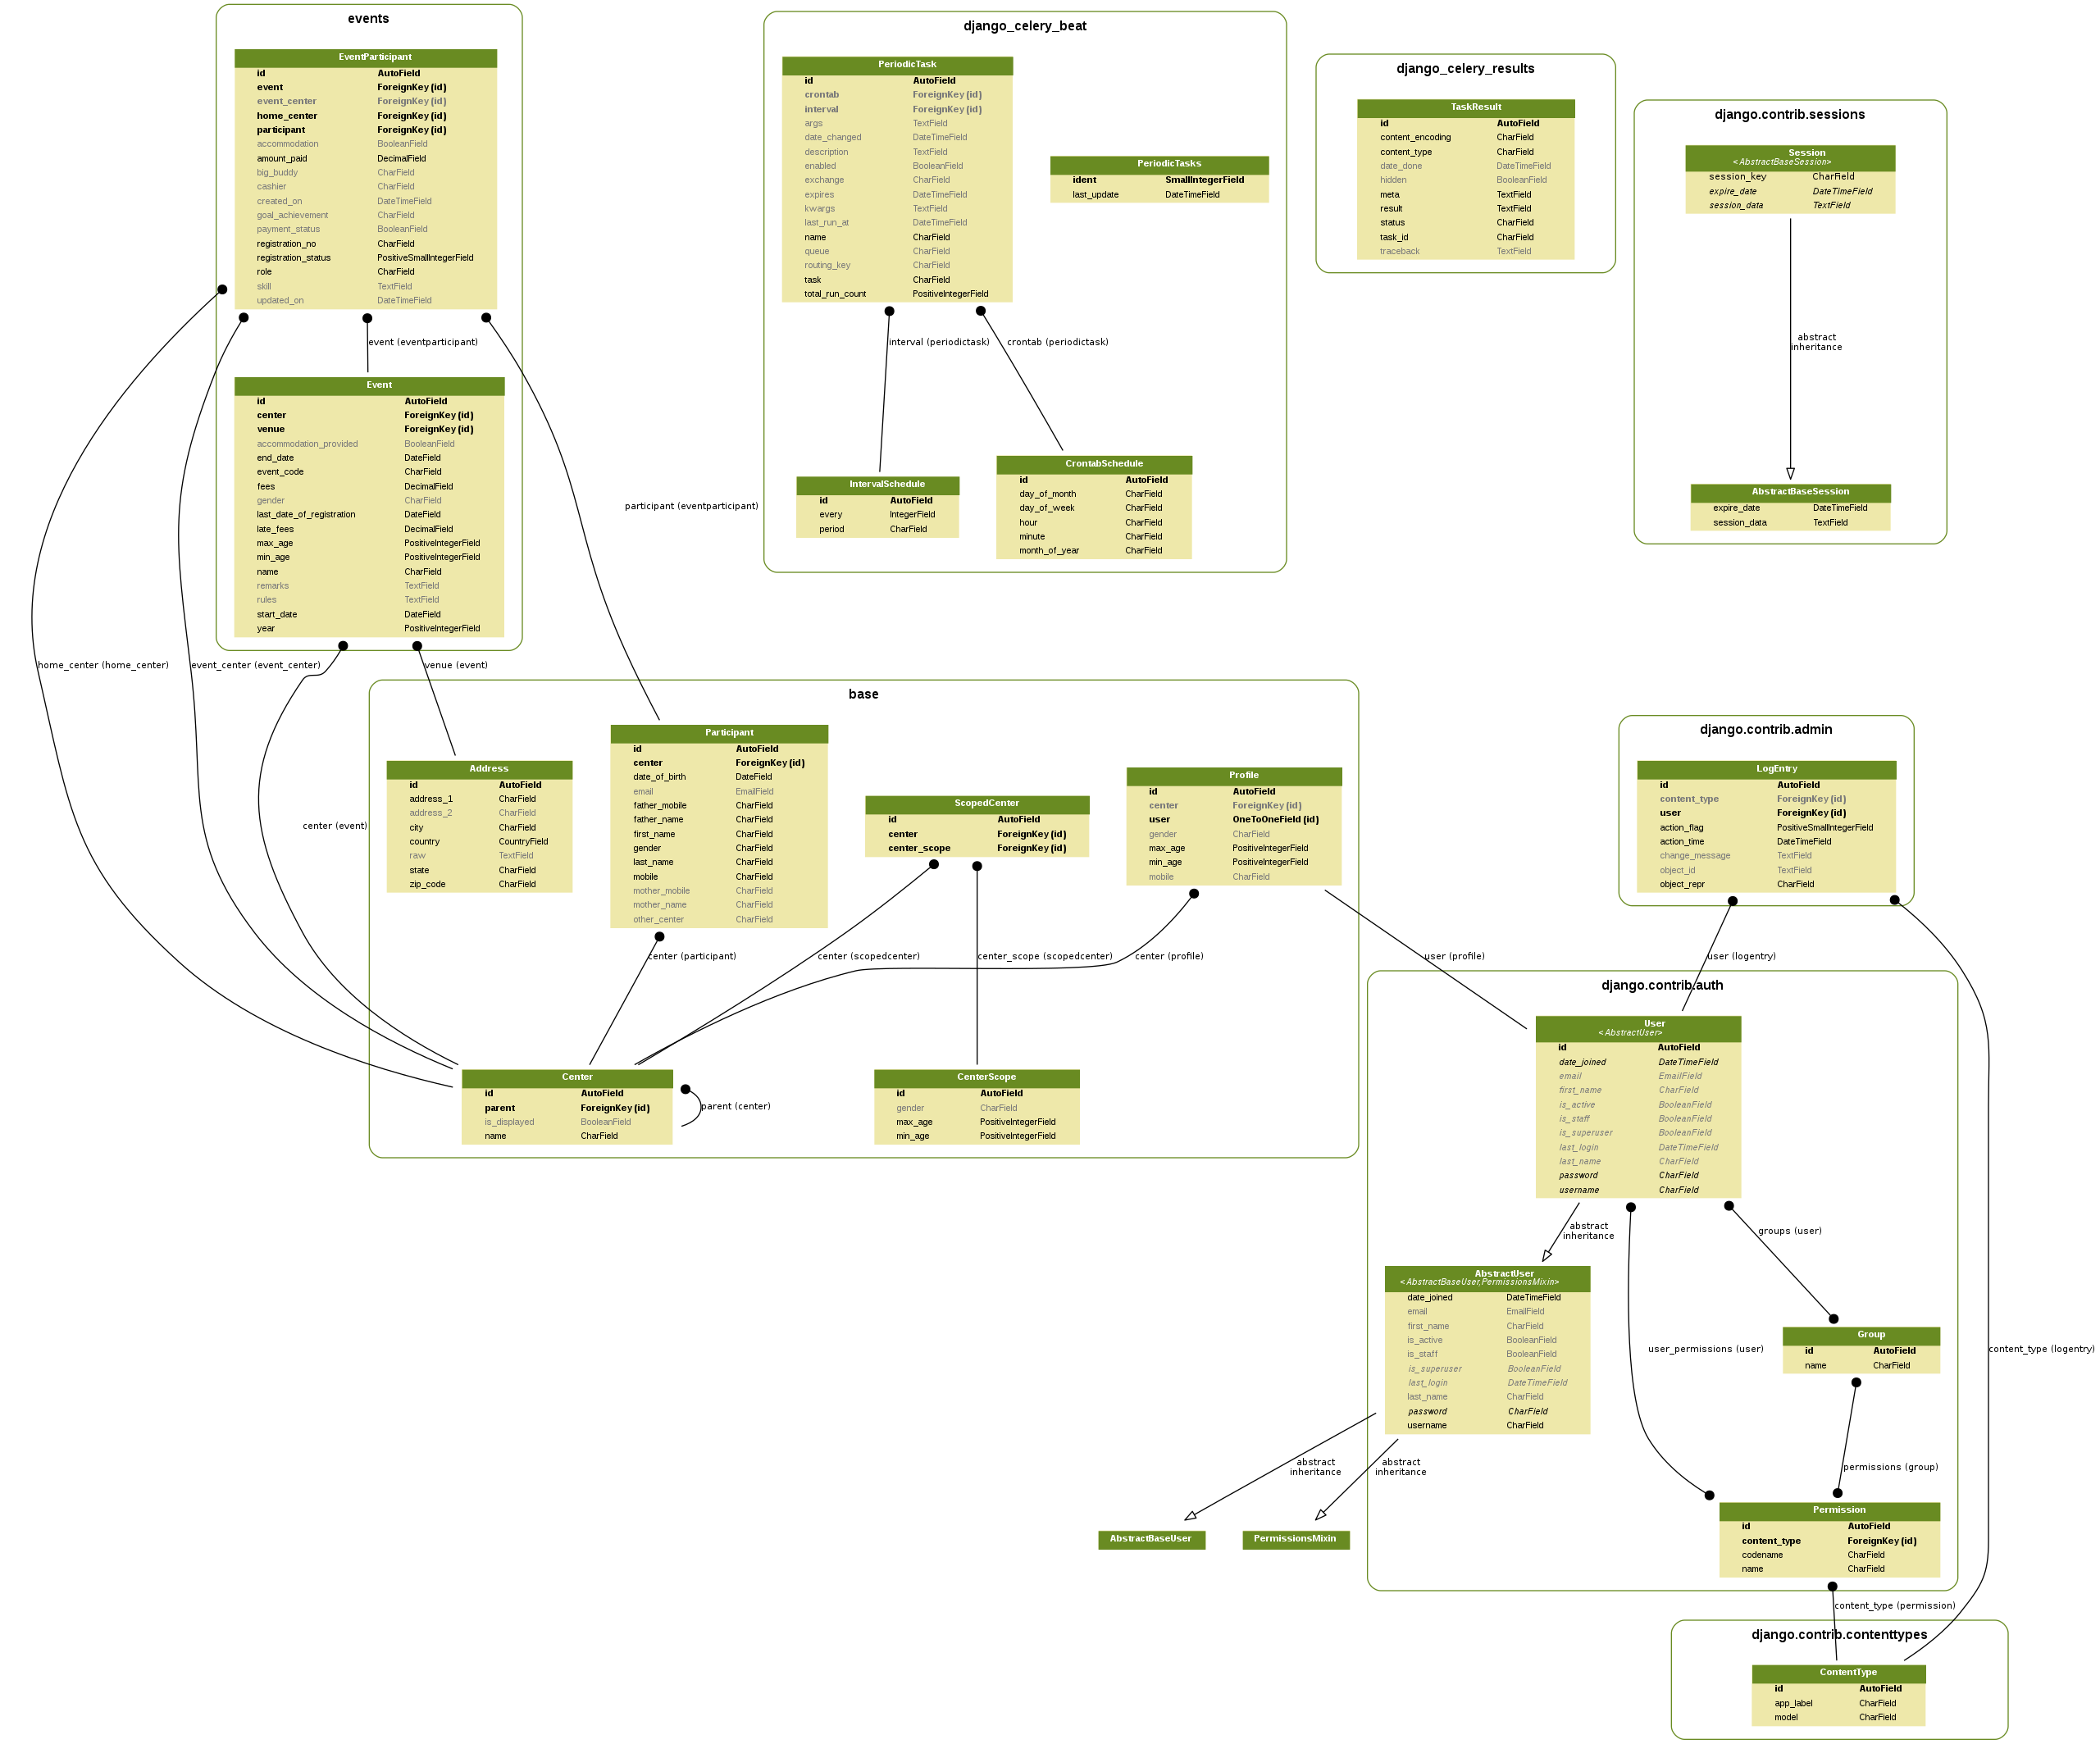 events
EventParticipant
id AutoField
event ForeignKey (id)
event_center ForeignKey (id)
home_center ForeignKey (id)
participant ForeignKey (id)
accommodation BooleanField
amount_paid DecimalField
big_buddy CharField
cashier CharField
created_on DateTimeField
goal_achievement CharField
payment_status BooleanField
registration_no CharField
registration_status PositiveSmallIntegerField
role CharField
skill TextField
updated_on DateTimeField
event (eventparticipant)
Event
id AutoField
center ForeignKey (id)
venue ForeignKey (id)
accommodation_provided BooleanField
end_date DateField
event_code CharField
fees DecimalField
gender CharField
last_date_of_registration DateField
late_fees DecimalField
max_age PositiveIntegerField
min_age PositiveIntegerField
name CharField
remarks TextField
rules TextField
start_date DateField
year PositiveIntegerField
participant (eventparticipant)
home_center (home_center)
event_center (event_center)
venue (event)
center (event)
django_celery_beat
PeriodicTask
id AutoField
crontab ForeignKey (id)
interval ForeignKey (id)
args TextField
date_changed DateTimeField
description TextField
enabled BooleanField
exchange CharField
expires DateTimeField
kwargs TextField
last_run_at DateTimeField
name CharField
queue CharField
routing_key CharField
task CharField
total_run_count PositiveIntegerField
PeriodicTasks
ident SmallIntegerField
last_update DateTimeField
interval (periodictask)
crontab (periodictask)
IntervalSchedule
id AutoField
every IntegerField
period CharField
CrontabSchedule
id AutoField
day_of_month CharField
day_of_week CharField
hour CharField
minute CharField
month_of_year CharField
django_celery_results
TaskResult
id AutoField
content_encoding CharField
content_type CharField
date_done DateTimeField
hidden BooleanField
meta TextField
result TextField
status CharField
task_id CharField
traceback TextField
django.contrib.sessions
Session
<AbstractBaseSession>
session_key CharField
expire_date DateTimeField
session_data TextField
abstract
inheritance
AbstractBaseSession
expire_date DateTimeField
session_data TextField
base
Address
id AutoField
address_1 CharField
address_2 CharField
city CharField
country CountryField
raw TextField
state CharField
zip_code CharField
Participant
id AutoField
center ForeignKey (id)
date_of_birth DateField
email EmailField
father_mobile CharField
father_name CharField
first_name CharField
gender CharField
last_name CharField
mobile CharField
mother_mobile CharField
mother_name CharField
other_center CharField
ScopedCenter
id AutoField
center ForeignKey (id)
center_scope ForeignKey (id)
Profile
id AutoField
center ForeignKey (id)
user OneToOneField (id)
gender CharField
max_age PositiveIntegerField
min_age PositiveIntegerField
mobile CharField
center (participant)
center (scopedcenter)
center_scope (scopedcenter)
center (profile)
user (profile)
Center
id AutoField
parent ForeignKey (id)
is_displayed BooleanField
name CharField
parent (center)
CenterScope
id AutoField
gender CharField
max_age PositiveIntegerField
min_age PositiveIntegerField
django.contrib.admin
LogEntry
id AutoField
content_type ForeignKey (id)
user ForeignKey (id)
action_flag PositiveSmallIntegerField
action_time DateTimeField
change_message TextField
object_id TextField
object_repr CharField
user (logentry)
django.contrib.auth
User
<AbstractUser>
id AutoField
date_joined DateTimeField
email EmailField
first_name CharField
is_active BooleanField
is_staff BooleanField
is_superuser BooleanField
last_login DateTimeField
last_name CharField
password CharField
username CharField
abstract
inheritance
groups (user)
AbstractUser
<AbstractBaseUser,PermissionsMixin>
date_joined DateTimeField
email EmailField
first_name CharField
is_active BooleanField
is_staff BooleanField
is_superuser BooleanField
last_login DateTimeField
last_name CharField
password CharField
username CharField
user_permissions (user)
Group
id AutoField
name CharField
content_type (logentry)
abstract
inheritance
abstract
inheritance
permissions (group)
AbstractBaseUser
PermissionsMixin
Permission
id AutoField
content_type ForeignKey (id)
codename CharField
name CharField
content_type (permission)
django.contrib.contenttypes
ContentType
id AutoField
app_label CharField
model CharField